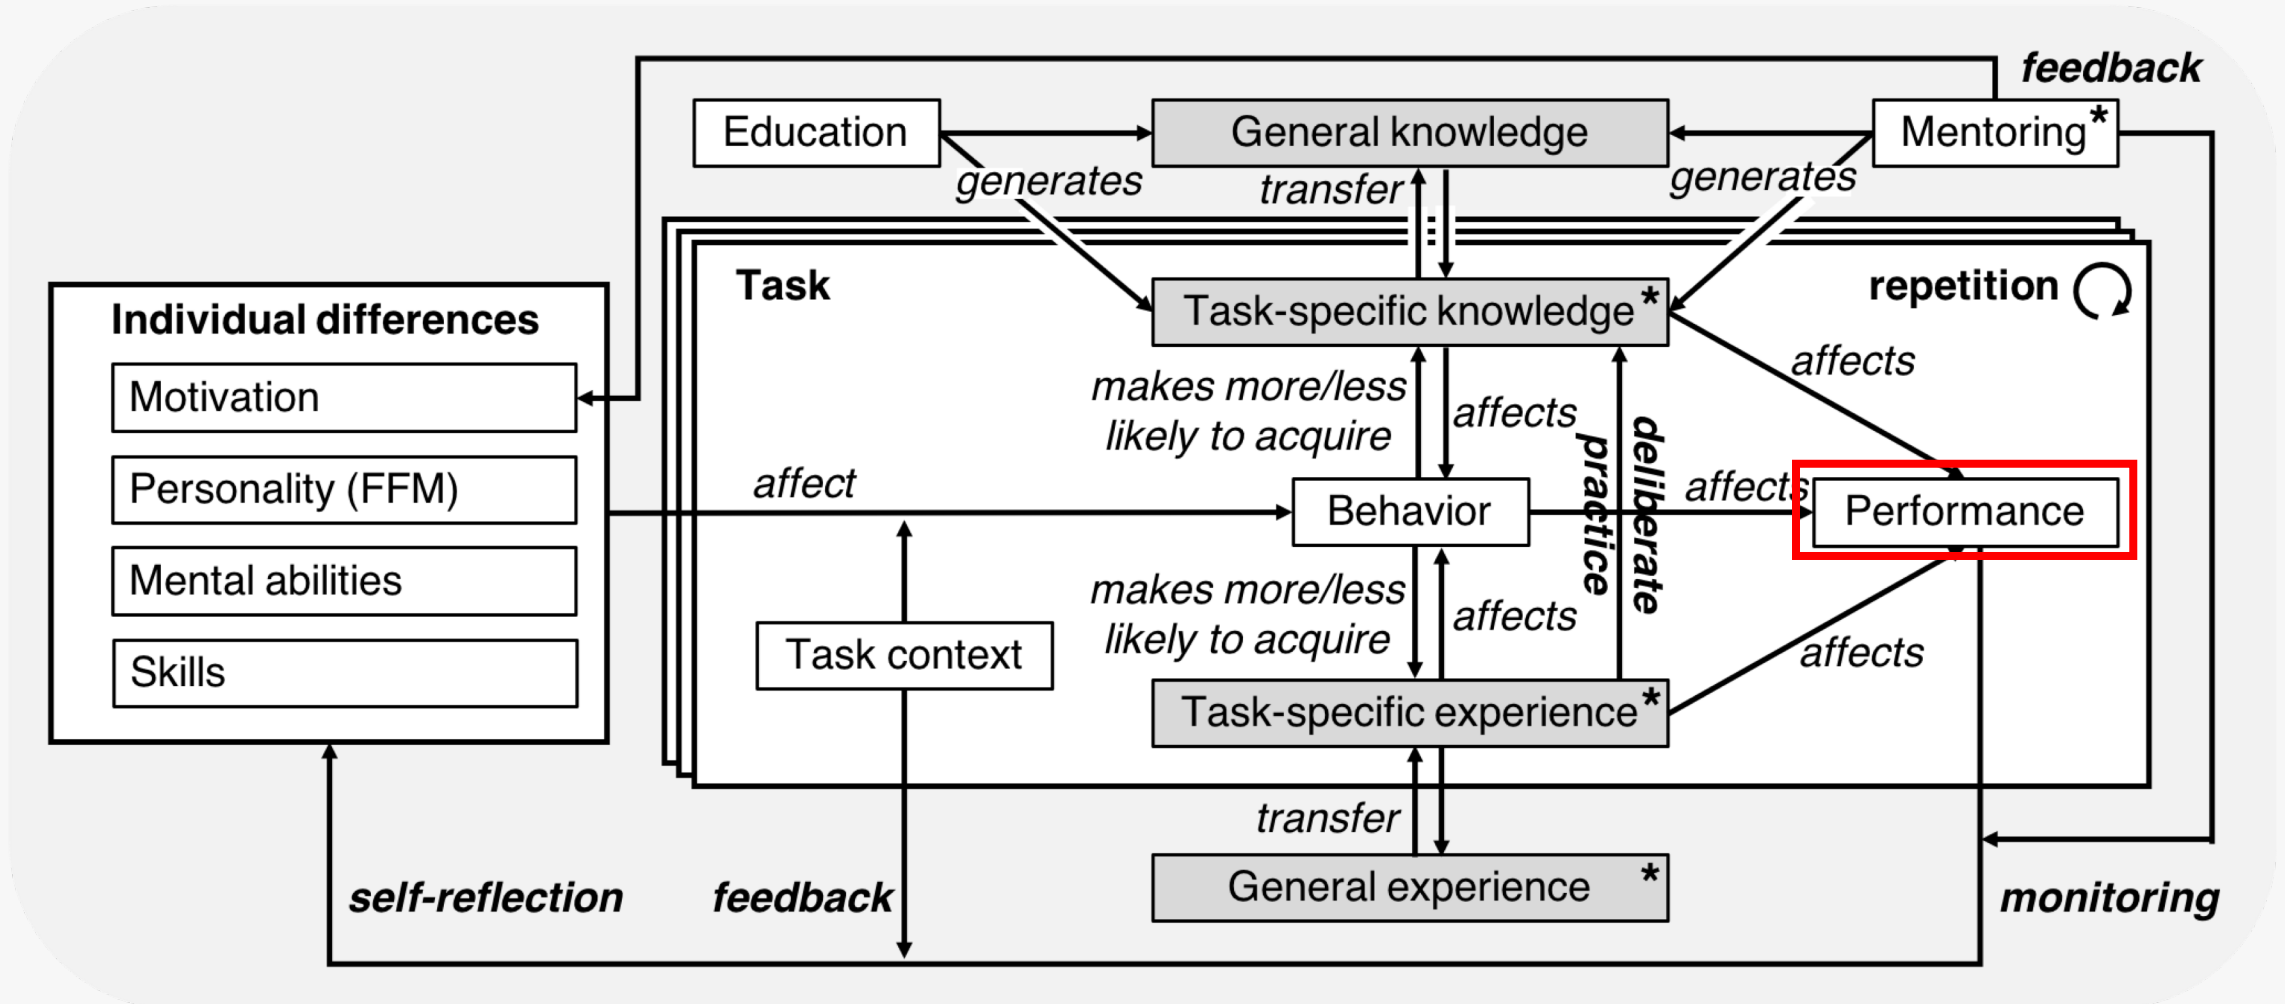 feedback
Education
General knowledge
Mentoring*
generates
transfer
generates
Task
repetition
Individual differences
Task-specific knowledge*
Motivation
makes more/less
likely to acquire
affects
affects
deliberate
practice
Personality (FFM)
affect
Behavior
affects
Performance
Mental abilities
makes more/less
likely to acquire
affects
Task context
affects
Skills
Task-specific experience*
transfer
General experience *
self-reflection
feedback
monitoring